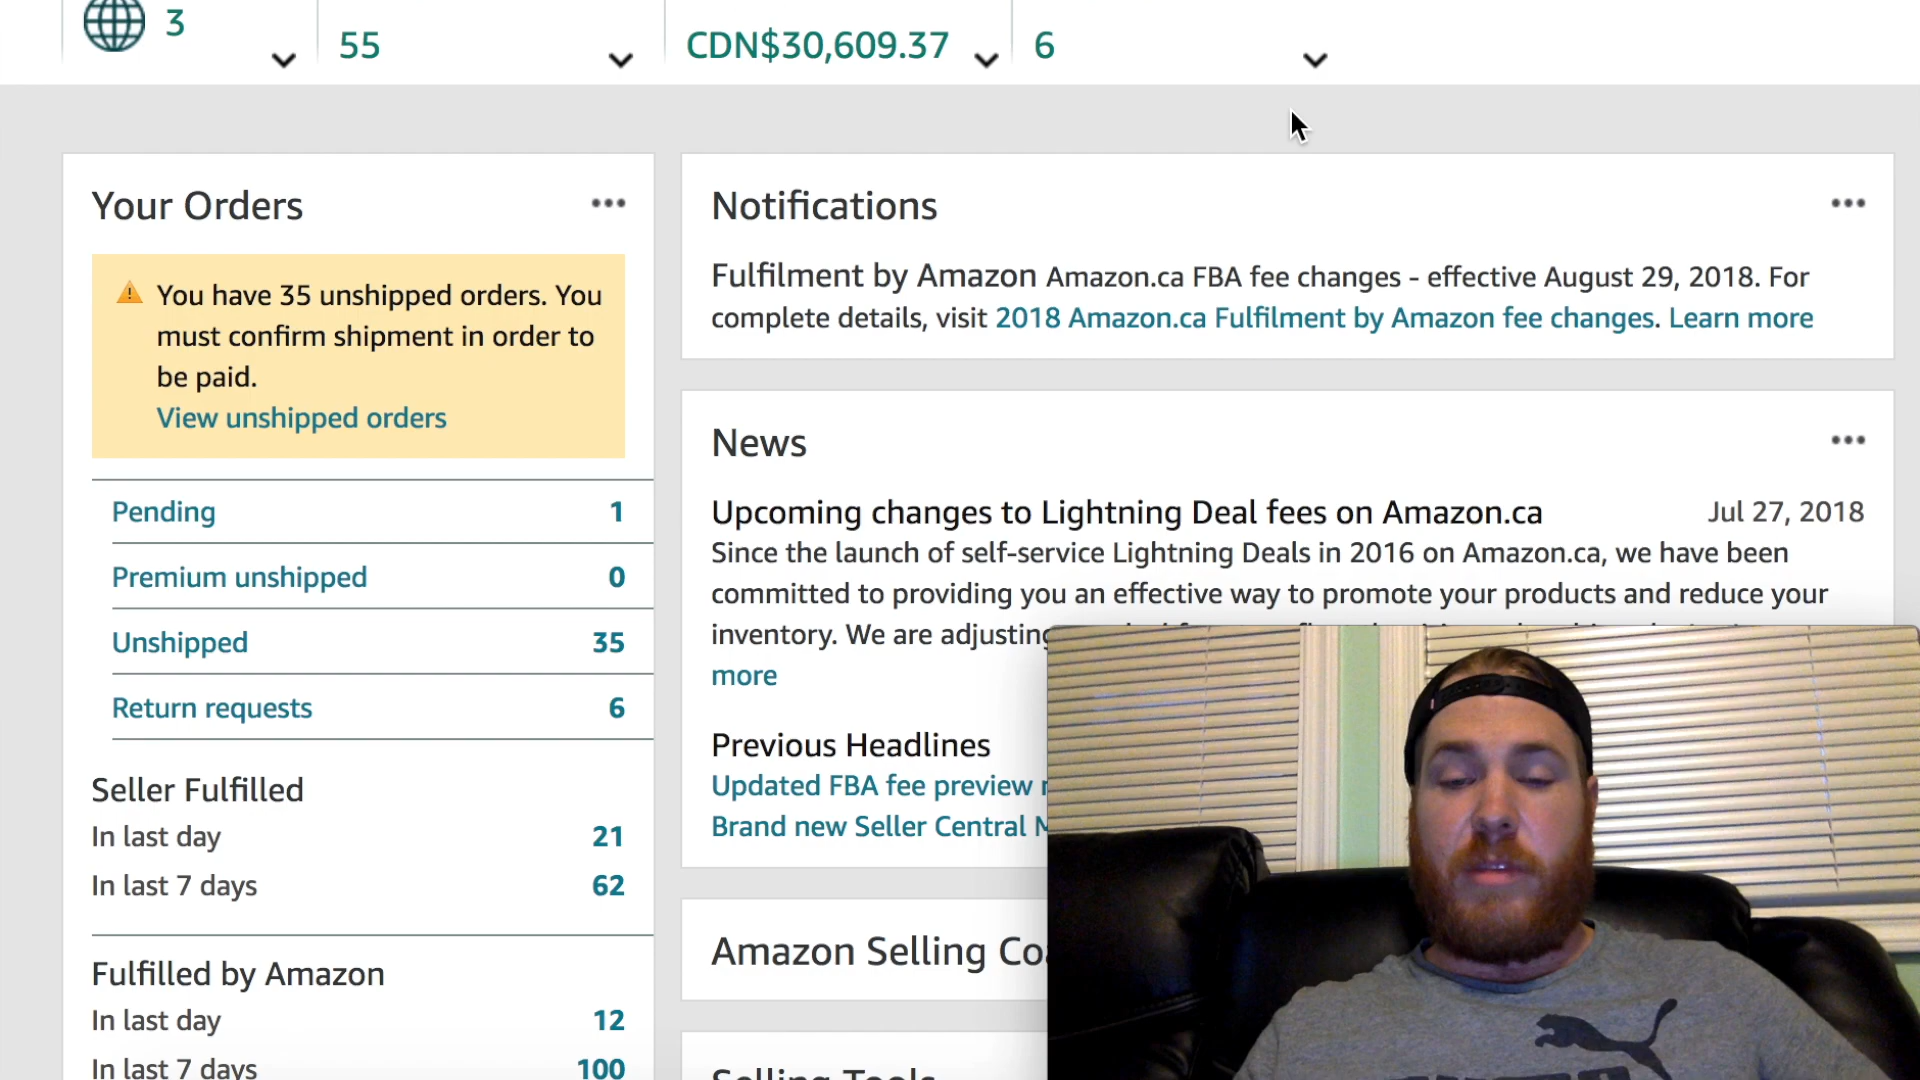 3
55
CDN$30,609.37
6
Your Orders
You have 35 unshipped orders. You
must confirm shipment in order to
be paid.
View unshipped orders
Pending 1
Premium unshipped 0
Unshipped 35
Return requests 6
Seller Fulfilled
In last day 21
In last 7 days 62
Fulfilled by Amazon
In last day 12
In last 7 days 100
Notifications
Fulfilment by Amazon Amazon.ca FBA fee changes - effective August 29, 2018. For
complete details, visit 2018 Amazon.ca Fulfilment by Amazon fee changes. Learn more
News
Upcoming changes to Lightning Deal fees on Amazon.ca Jul 27, 2018
Since the launch of self-service Lightning Deals in 2016 on Amazon.ca, we have been
committed to providing you an effective way to promote your products and reduce your
inventory. We are adjusting
more
Previous Headlines
Updated FBA fee preview
Brand new Seller Central
Amazon Selling
Selling Tools